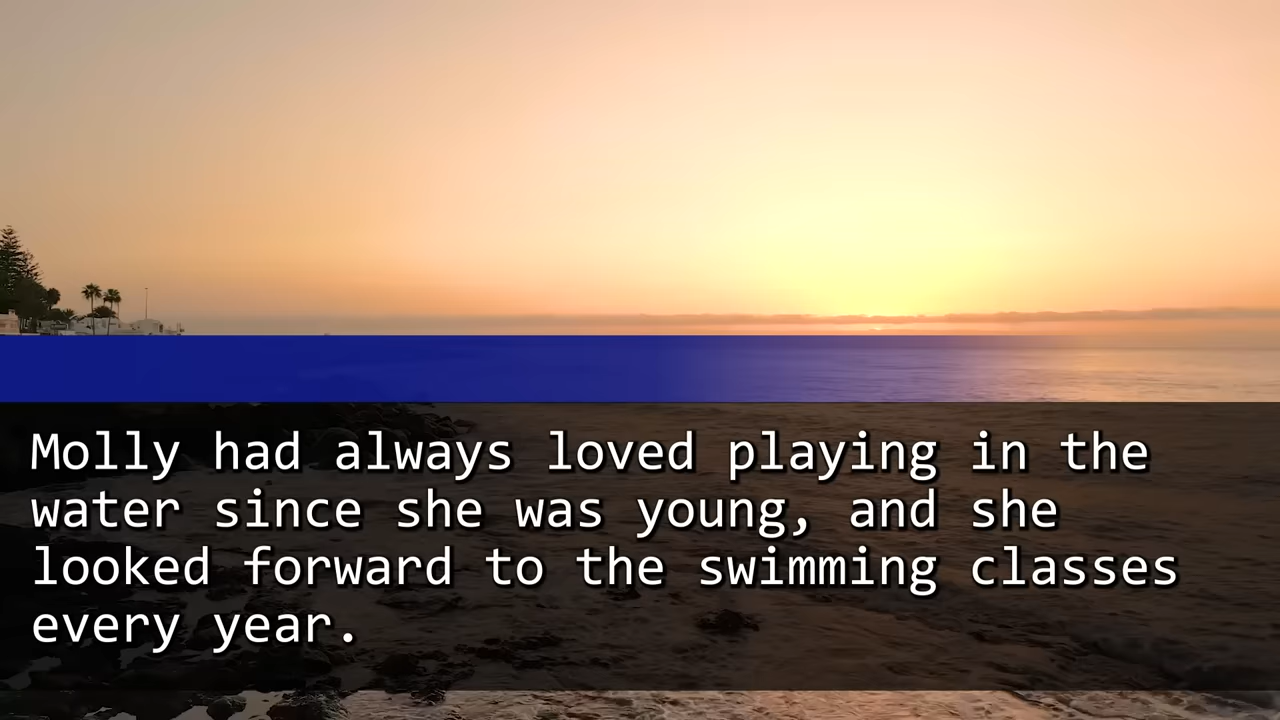 Molly had always loved playing in the
water since she was young, and she
looked forward to the swimming classes
every year.